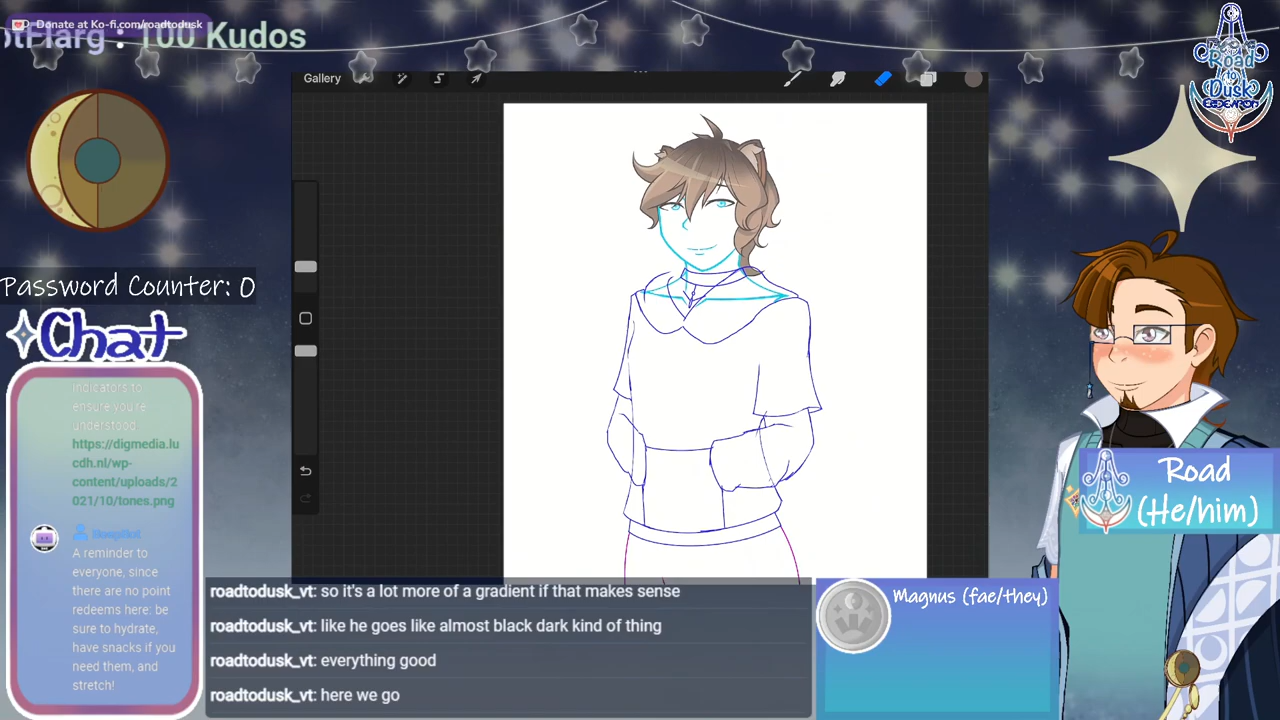 Donate at Ko-fi.com/roadtodusk
: 100 Kudos
Gallery
Road
to
Dusk
Password Counter: 0
Chat
indicators to
ensure you're
understood
https://digmedia.lu
cdh.nl/wp-
content/uploads/2
021/10/tones.png
A reminder to
everyone, since
there are no point
redeems here: be
sure to hydrate,
have snacks if you
need them, and
stretch!
roadtodusk_vt: so it's a lot more of a gradient if that makes sense
roadtodusk_vt: like he goes like almost black dark kind of thing
roadtodusk_vt: everything good
roadtodusk_vt: here we go
Magnus (fae/they)
Road
(He/him)